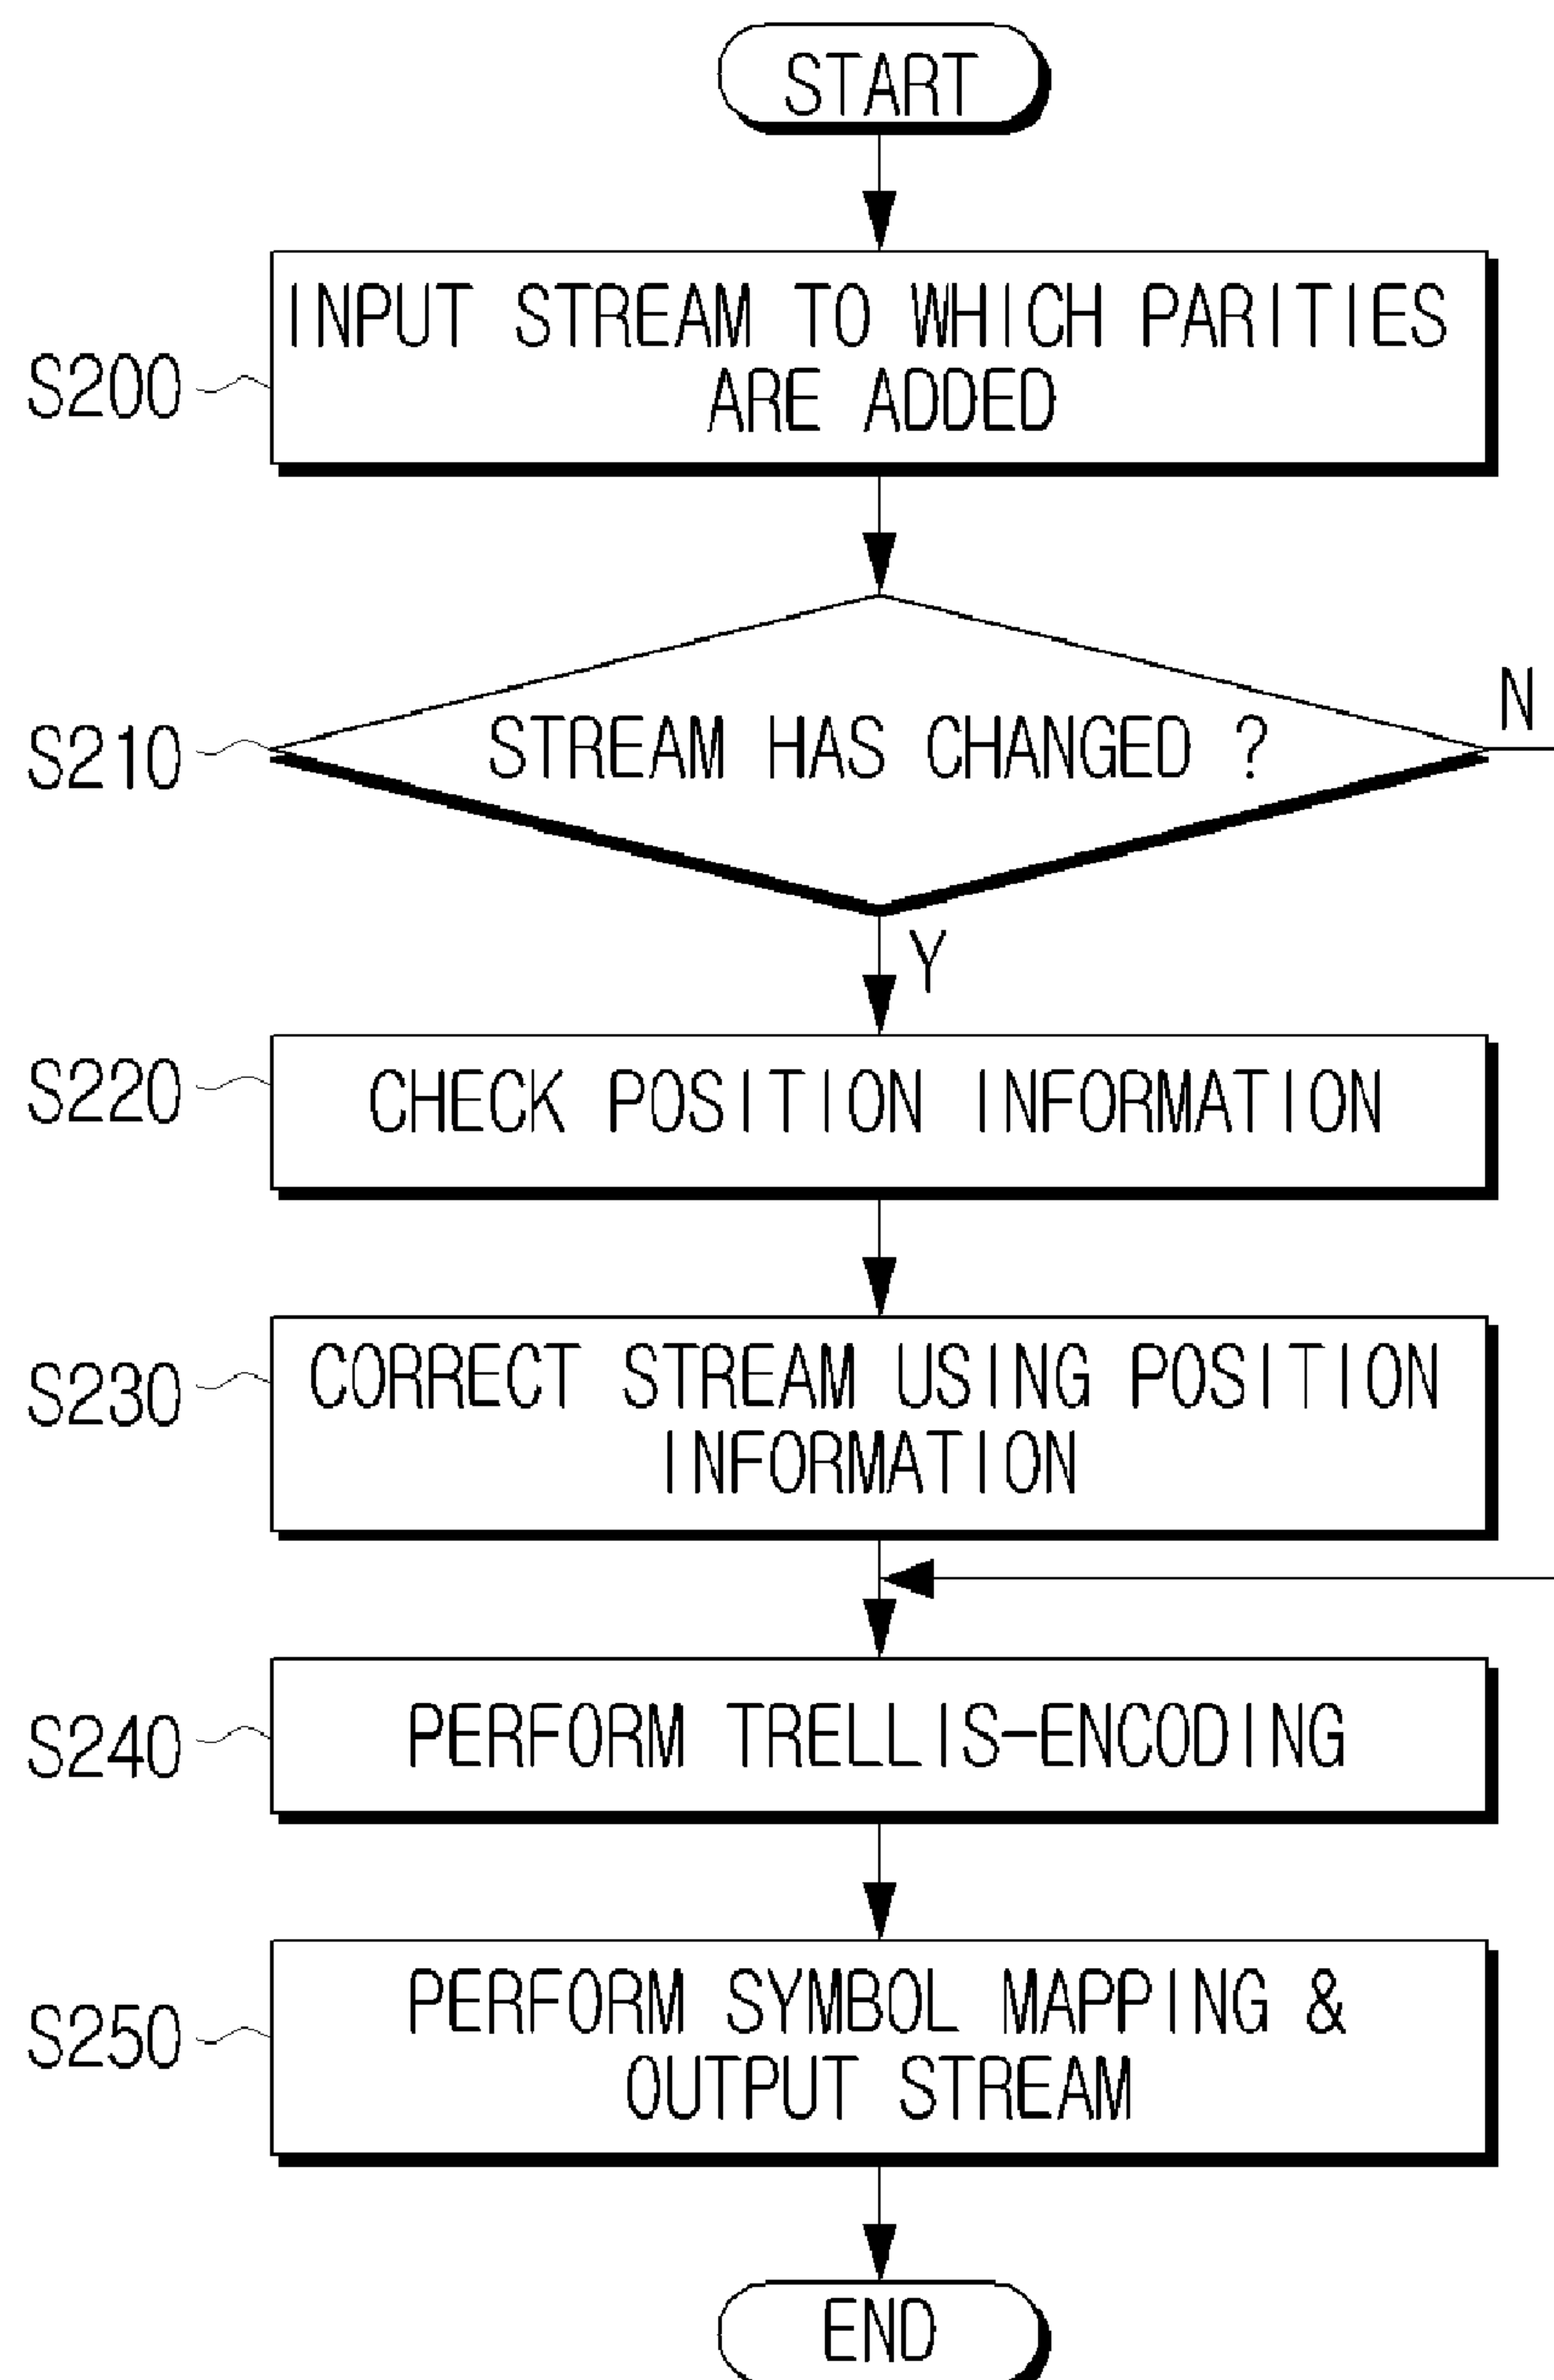 START
INPUT STREAM TO WHICH PARITIES
ARE ADDED
S200
STREAM HAS CHANGED ?
N
S210
Y
CHECK POSITION INFORMATION
S220
CORRECT STREAM USING POSITION
INFORMATION
S230
PERFORM TRELLIS-ENCODING
S240
PERFORM SYMBOL MAPPING &
OUTPUT STREAM
S250
END